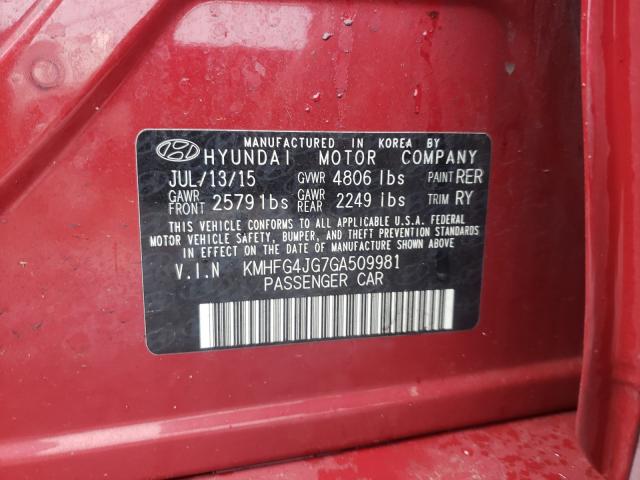 MANUFACTURED IN KOREA BY
HYUNDAI MOTOR COMPANY
JUL/13/15 GVWR 4806 lbs PAINT RER
GAWR FRONT 2579 lbs GAWR REAR 2249 lbs TRIM RY
THIS VEHICLE CONFORMS TO ALL APPLICABLE U.S.A. FEDERAL
MOTOR VEHICLE SAFETY, BUMPER, AND THEFT PREVENTION
STANDARDS IN EFFECT ON THE DATE OF MANUFACTURE SHOWN ABOVE.
V.I.N KMHFG4JG7GA509981
PASSENGER CAR